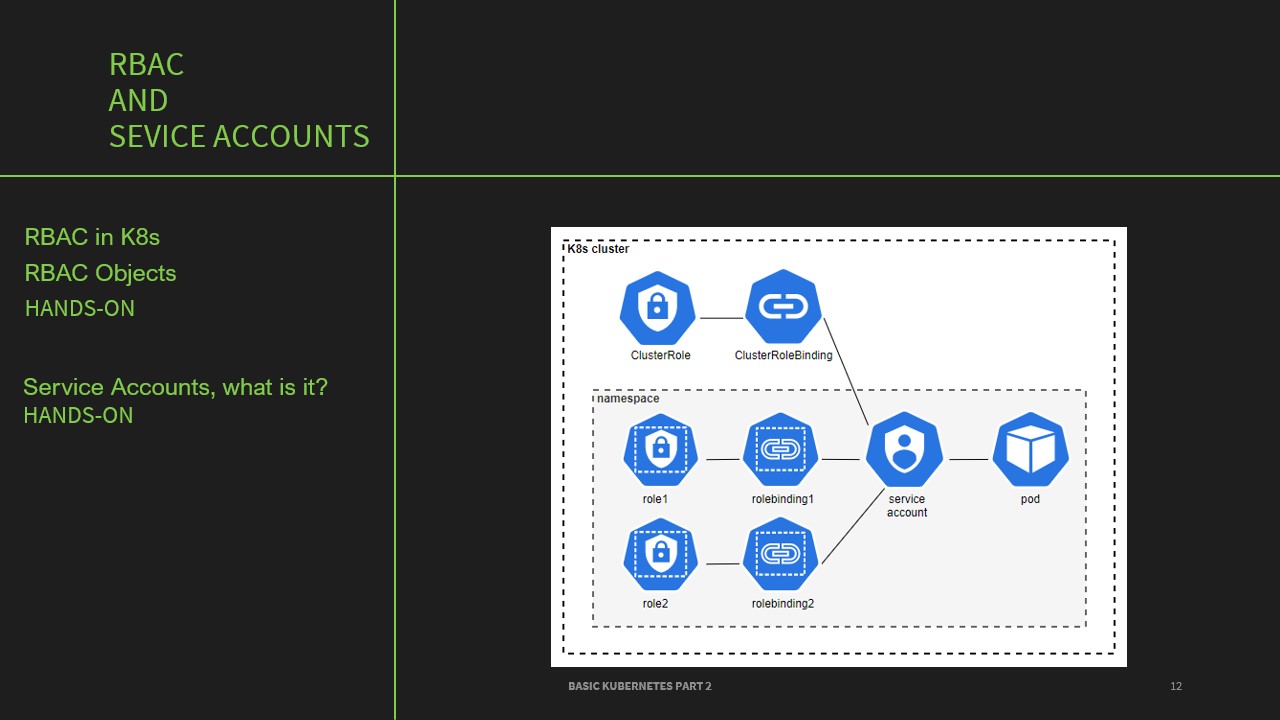 RBAC
AND
SEVICE ACCOUNTS
RBAC in K8s
RBAC Objects
HANDS-ON
Service Accounts, what is it?
HANDS-ON
K8s cluster
ClusterRole
ClusterRoleBinding
namespace
role1
rolebinding1
service
account
pod
role2
rolebinding2
BASIC KUBERNETES PART 2
12